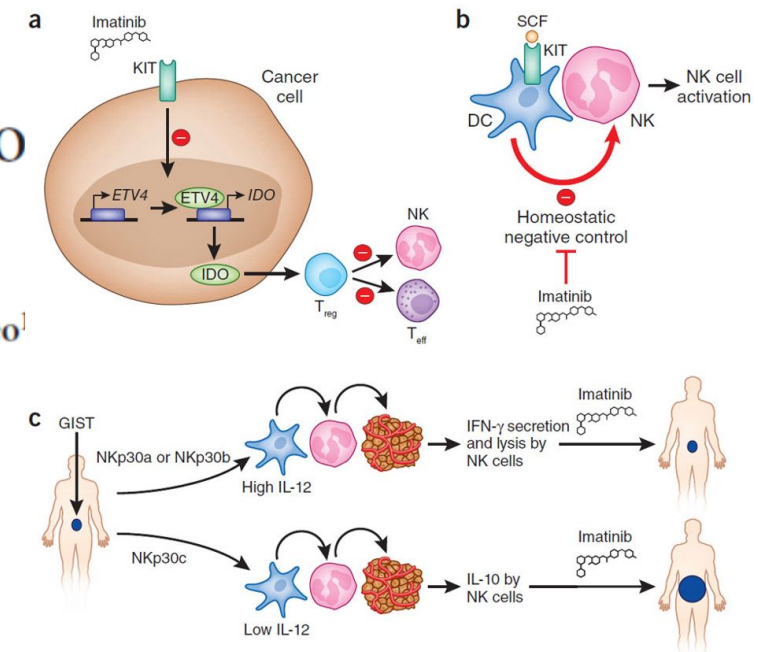 a
Imatinib
KIT
Cancer
cell
ETV4
ETV4
IDO
IDO
T reg
NK
T eff
b
SCF
KIT
DC
NK
NK cell
activation
Homeostatic
negative control
Imatinib
c
GIST
NKp30a or NKp30b
High IL-12
IFN-γ secretion
and lysis by
NK cells
Imatinib
NKp30c
Low IL-12
IL-10 by
NK cells
Imatinib